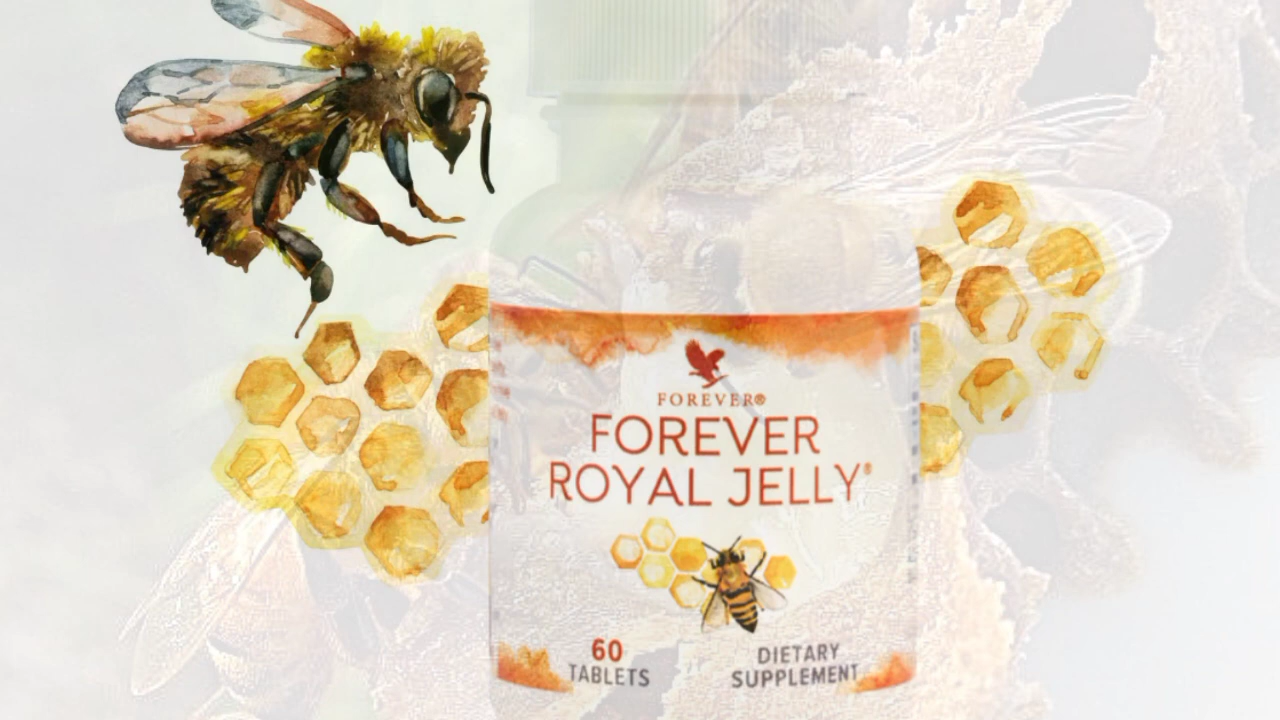 FOREVER®
FOREVER
ROYAL JELLY®
60
TABLETS
DIETARY
SUPPLEMENT